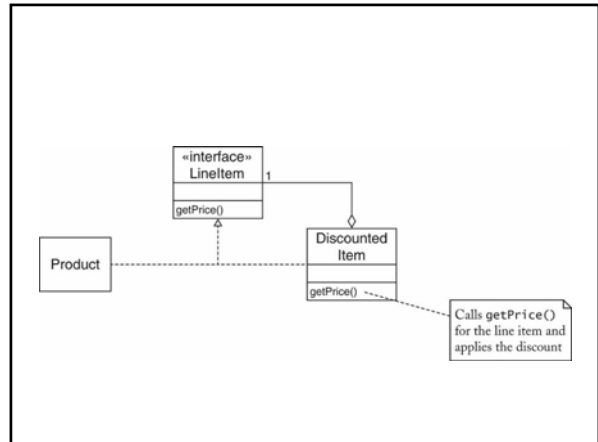 «interface»
LineItem
1
getPrice()
Discounted
Item
Product
getPrice()
Calls getPrice()
for the line item and
applies the discount